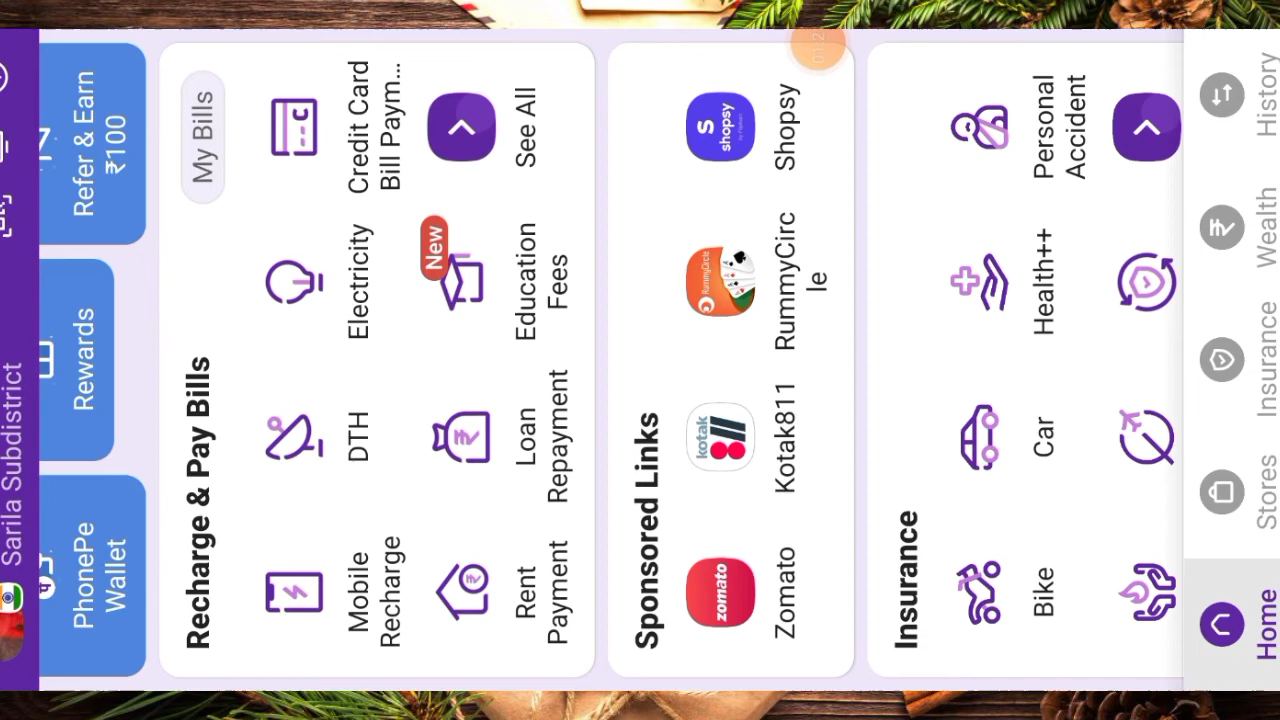 Sarila Subdistrict
PhonePe
Wallet
Rewards
Refer & Earn
₹100
Recharge & Pay Bills
My Bills
Mobile
Recharge
DTH
Electricity
Credit Card
Bill Paym...
Rent
Payment
Loan
Repayment
New
Education
Fees
See All
Sponsored Links
zomato
Zomato
kotak
811
Kotak811
RummyCircle
RummyCirc
le
S
shopsy
Shopsy
Insurance
Bike
Car
Health++
Personal
Accident
Home
Stores
Insurance
Wealth
History